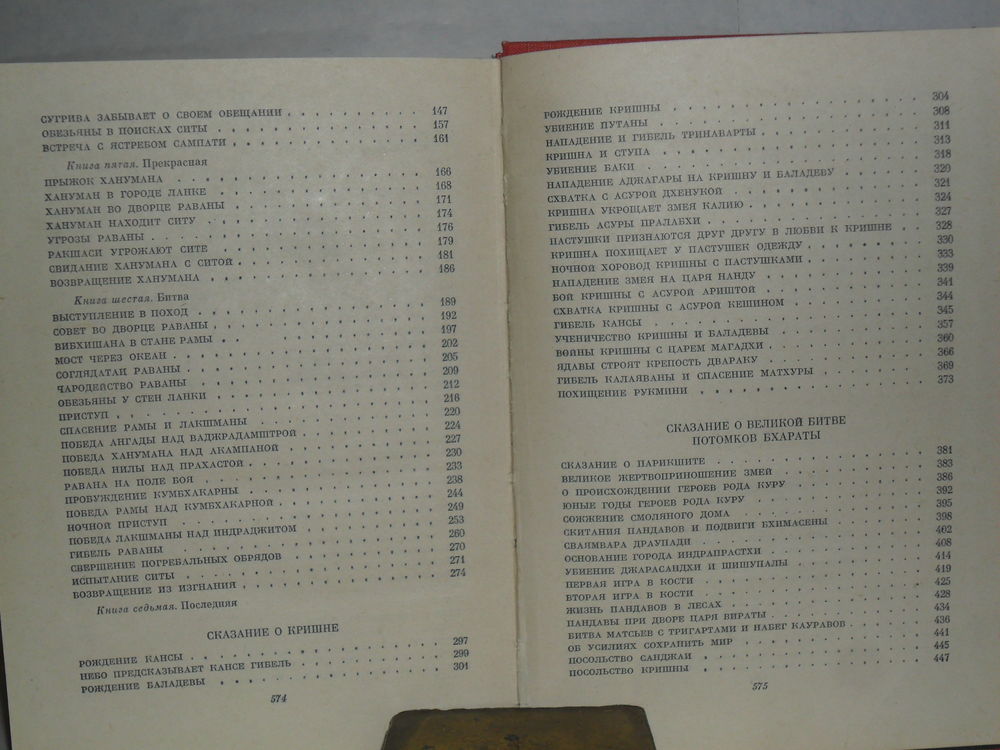 СУГРИВА ЗАБЫВАЕТ О СВОЕМ ОБЕЩАНИИ . . . . . . . . 147
ОБЕЗЬЯНЫ В ПОИСКАХ СИТЫ . . . . . . . . 157
ВСТРЕЧА С ЯСТРЕБОМ САМПАТИ . . . . . . . . 161
Книга пятая. Прекрасная
ПРЫЖОК ХАНУМАНА . . . . . . . . 166
ХАНУМАН В ГОРОДЕ ЛАНКЕ . . . . . . . . 168
ХАНУМАН ВО ДВОРЦЕ РАВАНЫ . . . . . . . . 171
ХАНУМАН НАХОДИТ СИТУ . . . . . . . . 174
УГРОЗЫ РАВАНЫ . . . . . . . . 176
РАКШАСИ УГРОЖАЮТ СИТЕ . . . . . . . . 179
СВИДАНИЕ ХАНУМАНА С СИТОЙ . . . . . . . . 181
ВОЗВРАЩЕНИЕ ХАНУМАНА . . . . . . . . 186
Книга шестая. Битва
ВЫСТУПЛЕНИЕ В ПОХОД . . . . . . . . 189
СОВЕТ ВО ДВОРЦЕ РАВАНЫ . . . . . . . . 192
ВИБХИШАНА В СТАНЕ РАМЫ . . . . . . . . 197
МОСТ ЧЕРЕЗ ОКЕАН . . . . . . . . 202
СОГЛЯДАТАИ РАВАНЫ . . . . . . . . 205
ЧАРОДЕЙСТВО РАВАНЫ . . . . . . . . 209
ОБЕЗЬЯНЫ У СТЕН ЛАНКИ . . . . . . . . 212
ПРИСТУП . . . . . . . . 216
СПАСЕНИЕ РАМЫ И ЛАКШМАНЫ . . . . . . . . 220
ПОБЕДА АНГАДЫ НАД ВАДЖРАДАМШТРОЙ . . . . . . . . 224
ПОБЕДА ХАНУМАНА НАД АКАМПАНОЙ . . . . . . . . 227
ПОБЕДА НИЛЫ НАД ПРАХАСТОЙ . . . . . . . . 230
РАВАНА НА ПОЛЕ БОЯ . . . . . . . . 233
ПРОБУЖДЕНИЕ КУМБХАКАРНЫ . . . . . . . . 238
ПОБЕДА РАМЫ НАД КУМБХАКАРНОЙ . . . . . . . . 244
НОЧНОЙ ПРИСТУП . . . . . . . . 249
ПОБЕДА ЛАКШМАНЫ НАД ИНДРАДЖИТОМ . . . . . . . . 253
ГИБЕЛЬ РАВАНЫ . . . . . . . . 260
СВЕРШЕНИЕ ПОГРЕБАЛЬНЫХ ОБРЯДОВ . . . . . . . . 270
ИСПЫТАНИЕ СИТЫ . . . . . . . . 271
ВОЗВРАЩЕНИЕ ИЗ ИЗГНАНИЯ . . . . . . . . 274
Книга седьмая. Последняя
СКАЗАНИЕ О КРИШНЕ
РОЖДЕНИЕ КАНСЫ . . . . . . . . 297
НЕБО ПРЕДСКАЗЫВАЕТ КАНСЕ ГИБЕЛЬ . . . . . . . . 299
РОЖДЕНИЕ БАЛАДЕВЫ . . . . . . . . 301
574
РОЖДЕНИЕ КРИШНЫ . . . . . . . . 304
УБИЕНИЕ ПУТАНЫ . . . . . . . . 308
НАПАДЕНИЕ И ГИБЕЛЬ ТРИНАВАРТЫ . . . . . . . . 311
КРИШНА И СТУПА . . . . . . . . 313
УБИЕНИЕ БАКИ . . . . . . . . 318
НАПАДЕНИЕ АДЖАГАРЫ НА КРИШНУ И БАЛАДЕВУ . . . . . . . . 320
СХВАТКА С АСУРОЙ ДХЕНУКОЙ . . . . . . . . 321
КРИШНА УКРОЩАЕТ ЗМЕЯ КАЛИЮ . . . . . . . . 324
ГИБЕЛЬ АСУРЫ ПРАЛАБХИ . . . . . . . . 327
ПАСТУШКИ ПРИЗНАЮТСЯ ДРУГ ДРУГУ В ЛЮБВИ К КРИШНЕ . . 328
КРИШНА ПОХИЩАЕТ У ПАСТУШЕК ОДЕЖДУ . . . . . . . . 330
НОЧНОЙ ХОРОВОД КРИШНЫ С ПАСТУШКАМИ . . . . . . . . 333
НАПАДЕНИЕ ЗМЕЯ НА ЦАРЯ НАНДУ . . . . . . . . 339
БОЙ КРИШНЫ С АСУРОЙ АРИШТОЙ . . . . . . . . 341
СХВАТКА КРИШНЫ С АСУРОЙ КЕШИНОМ . . . . . . . . 344
ГИБЕЛЬ КАНСЫ . . . . . . . . 345
УЧЕНИЧЕСТВО КРИШНЫ И БАЛАДЕВЫ . . . . . . . . 357
ВОЙНЫ КРИШНЫ С ЦАРЕМ МАГАДХИ . . . . . . . . 360
ЯДАВЫ СТРОЯТ КРЕПОСТЬ ДВАРАКУ . . . . . . . . 366
ГИБЕЛЬ КАЛАЯВАНЫ И СПАСЕНИЕ МАТХУРЫ . . . . . . . . 369
ПОХИЩЕНИЕ РУКМИНИ . . . . . . . . 373
СКАЗАНИЕ О ВЕЛИКОЙ БИТВЕ
ПОТОМКОВ БХАРАТЫ
СКАЗАНИЕ О ПАРИКШИТЕ . . . . . . . . 381
ВЕЛИКОЕ ЖЕРТВОПРИНОШЕНИЕ ЗМЕЙ . . . . . . . . 383
О ПРОИСХОЖДЕНИИ ГЕРОЕВ РОДА КУРУ . . . . . . . . 386
ЮНЫЕ ГОДЫ ГЕРОЕВ РОДА КУРУ . . . . . . . . 392
СОЖЖЕНИЕ СМОЛЯНОГО ДОМА . . . . . . . . 395
СКИТАНИЯ ПАНДАВОВ И ПОДВИГИ БХИМАСЕНЫ . . . . . . . . 398
СВАЯМВАРА ДРАУПАДИ . . . . . . . . 402
ОСНОВАНИЕ ГОРОДА ИНДРАПРАСТХИ . . . . . . . . 408
УБИЕНИЕ ДЖАРАСАНДХИ И ШИШУПАЛЫ . . . . . . . . 414
ПЕРВАЯ ИГРА В КОСТИ . . . . . . . . 419
ВТОРАЯ ИГРА В КОСТИ . . . . . . . . 425
ЖИЗНЬ ПАНДАВОВ В ЛЕСАХ . . . . . . . . 428
ПАНДАВЫ ПРИ ДВОРЕ ЦАРЯ ВИРАТЫ . . . . . . . . 434
БИТВА МАТСЬЕВ С ТРИГАРТАМИ И НАБЕГ КАУРАВОВ . . . . . . 436
ОБ УСИЛИЯХ СОХРАНИТЬ МИР . . . . . . . . 441
ПОСОЛЬСТВО САНДЖАИ . . . . . . . . 445
ПОСОЛЬСТВО КРИШНЫ . . . . . . . . 447
575